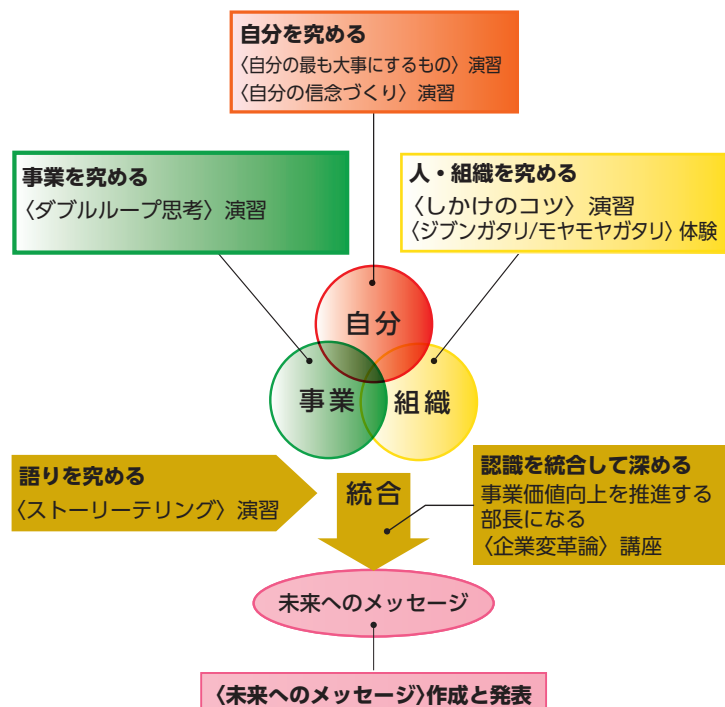 自分を究める
〈自分の最も大事にするもの〉演習
〈自分の信念づくり〉演習
事業を究める
〈ダブルループ思考〉演習
人・組織を究める
〈しかけのコツ〉演習
〈ジブンガタリ/モヤモヤガタリ〉体験
自分
事業
組織
語りを究める
〈ストーリーテリング〉演習
統合
認識を統合して深める
事業価値向上を推進する
部長になる
〈企業変革論〉講座
未来へのメッセージ
〈未来へのメッセージ〉作成と発表